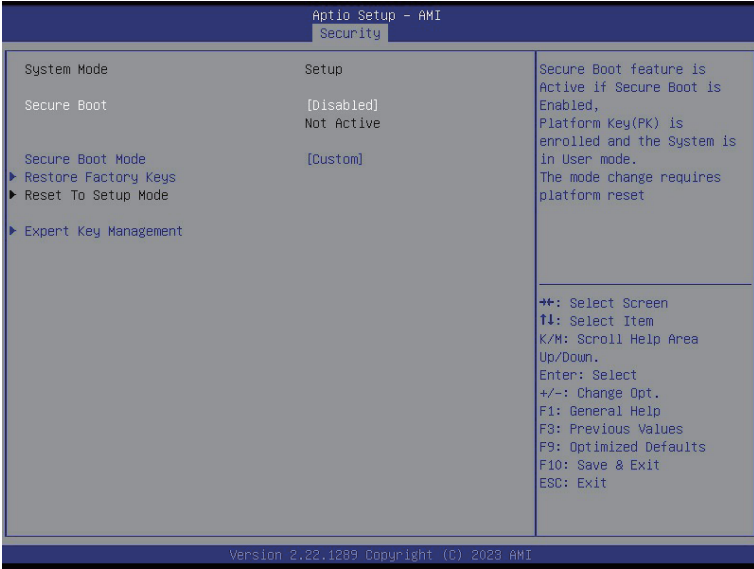 Aptio Setup – AMI
Security
System Mode Setup
Secure Boot [Disabled]
Not Active
Secure Boot Mode [Custom]
▶ Restore Factory Keys
▶ Reset To Setup Mode
▶ Expert Key Management
Secure Boot feature is
Active if Secure Boot is
Enabled,
Platform Key(PK) is
enrolled and the System is
in User mode.
The mode change requires
platform reset
→←: Select Screen
↑↓: Select Item
K/M: Scroll Help Area
Up/Down.
Enter: Select
+/-: Change Opt.
F1: General Help
F3: Previous Values
F9: Optimized Defaults
F10: Save & Exit
ESC: Exit
Version 2.22.1289 Copyright (C) 2023 AMI